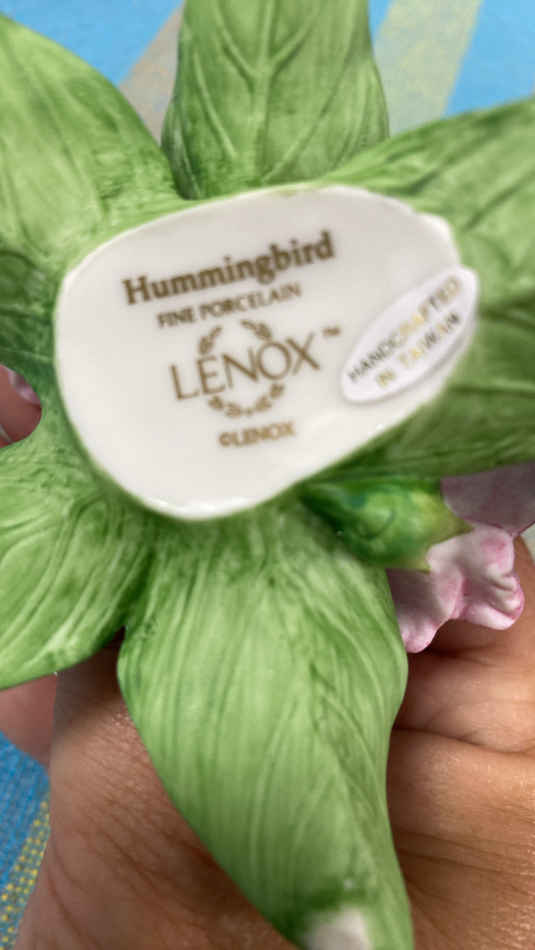 Hummingbird
FINE PORCELAIN
LENOX™
©LENOX
HANDCRAFTED
IN TAIWAN